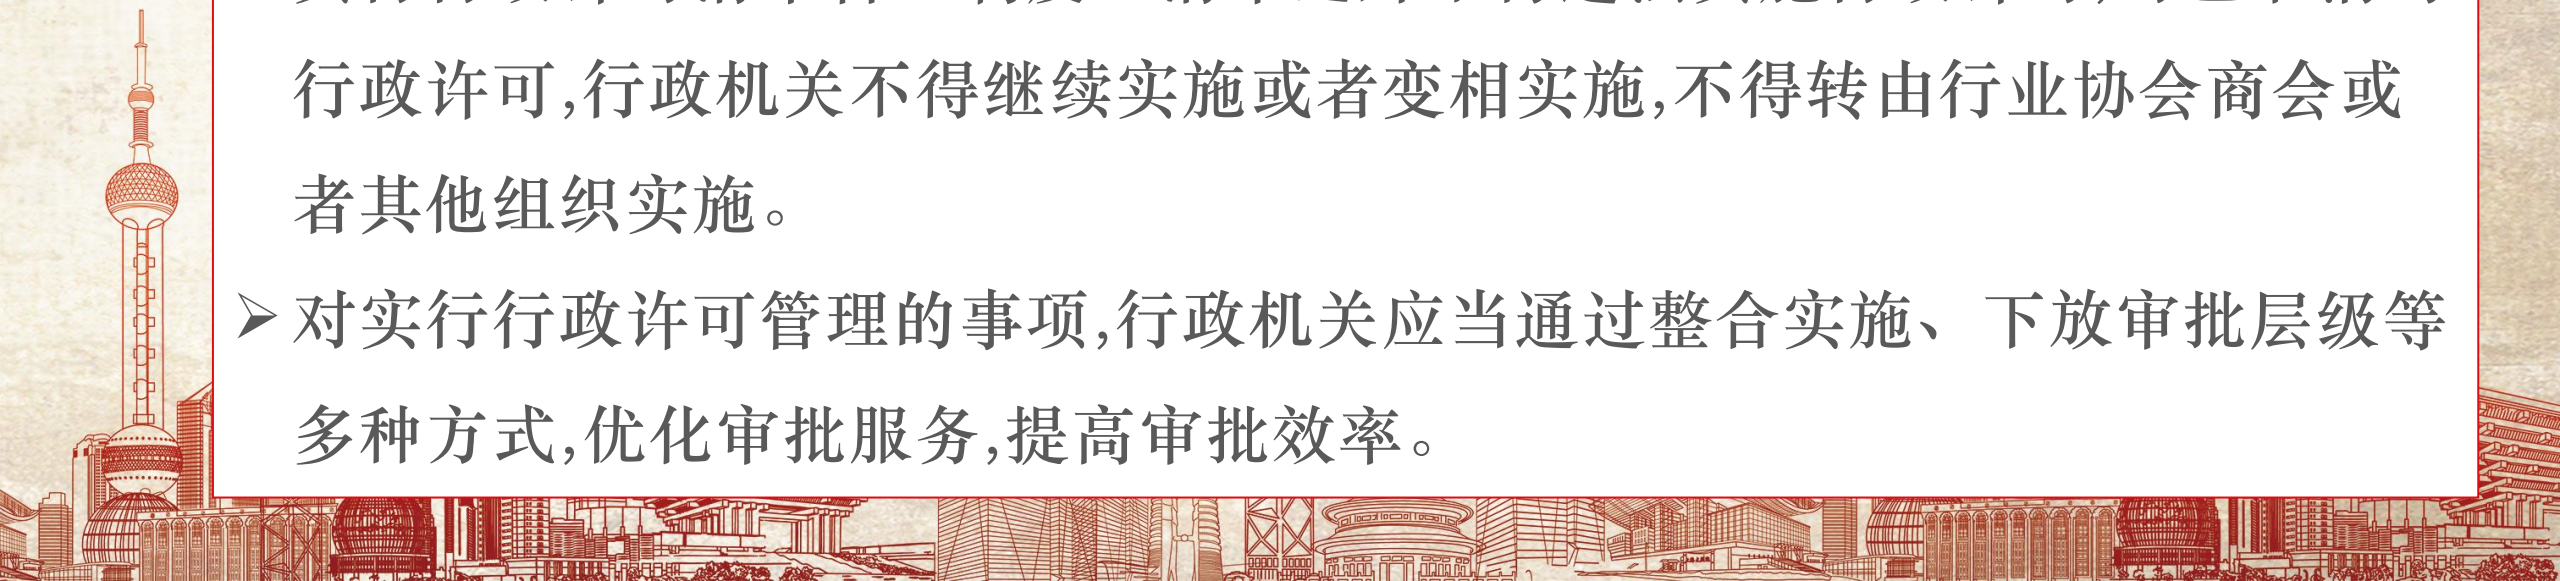 行政许可,行政机关不得继续实施或者变相实施,不得转由行业协会商会或
者其他组织实施。
➢对实行行政许可管理的事项,行政机关应当通过整合实施、下放审批层级等
多种方式,优化审批服务,提高审批效率。